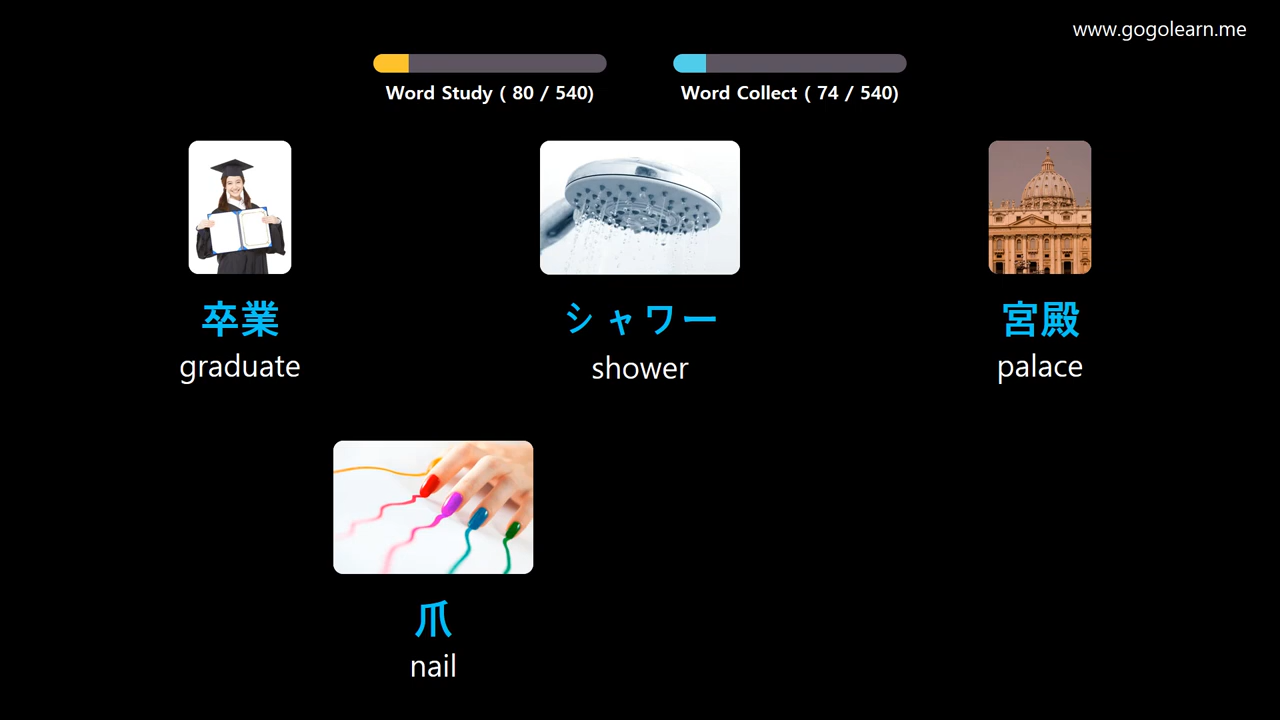 www.gogolearn.me
Word Study ( 80 / 540)
Word Collect ( 74 / 540)
卒業
graduate
シャワー
shower
宮殿
palace
爪
nail